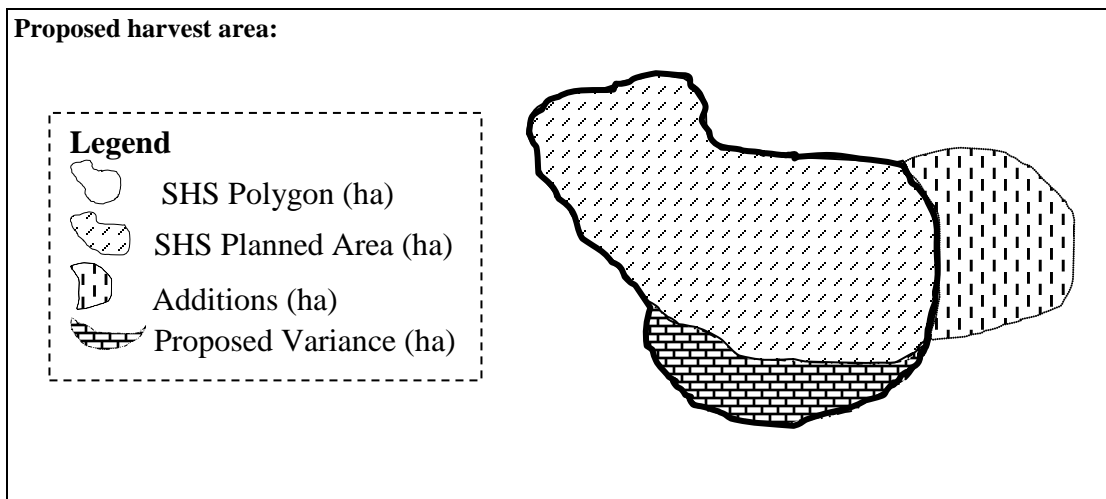 Proposed harvest area:
Legend
SHS Polygon (ha)
SHS Planned Area (ha)
Additions (ha)
Proposed Variance (ha)